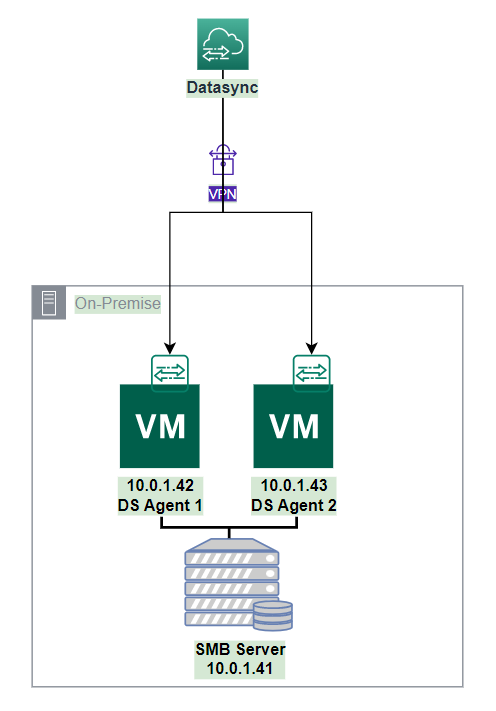 Datasync
VPN
On-Premise
VM
VM
10.0.1.42
DS Agent 1
10.0.1.43
DS Agent 2
SMB Server
10.0.1.41